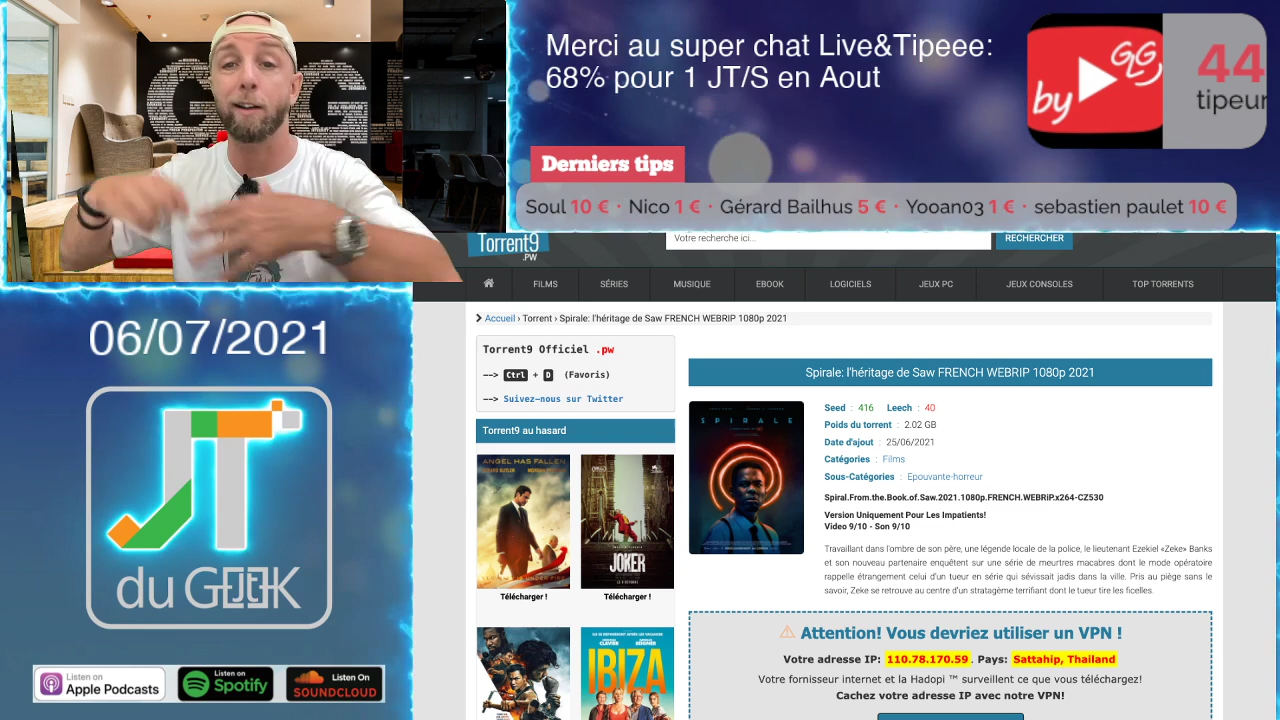 Merci au super chat Live&Tipeee:
68% pour 1 JT/S en Aout
by GG
44
tipeur
Derniers tips
Soul 10 € · Nico 1 € · Gérard Bailhus 5 € · Yooan03 1 € · sebastien paulet 10 €
Torrent9
.PW
Votre recherche ici...
RECHERCHER
FILMS
SÉRIES
MUSIQUE
EBOOK
LOGICIELS
JEUX PC
JEUX CONSOLES
TOP TORRENTS
Accueil › Torrent › Spirale: l'héritage de Saw FRENCH WEBRIP 1080p 2021
06/07/2021
JT
du GEEK
Listen on
Apple Podcasts
Listen on
Spotify
Listen On
SOUNDCLOUD
Torrent9 Officiel .pw
--> Ctrl + D (Favoris)
--> Suivez-nous sur Twitter
Torrent9 au hasard
ANGEL HAS FALLEN
JOKER
Télécharger !
Télécharger !
IBIZA
Spirale: l'héritage de Saw FRENCH WEBRIP 1080p 2021
SPIRALE
Seed : 416 Leech : 40
Poids du torrent : 2.02 GB
Date d'ajout : 25/06/2021
Catégories : Films
Sous-Catégories : Epouvante-horreur
Spiral.From.the.Book.of.Saw.2021.1080p.FRENCH.WEBRiP.x264-CZ530
Version Uniquement Pour Les Impatients!
Video 9/10 - Son 9/10
Travaillant dans l'ombre de son père, une légende locale de la police, le lieutenant Ezekiel «Zeke» Banks
et son nouveau partenaire enquêtent sur une série de meurtres macabres dont le mode opératoire
rappelle étrangement celui d'un tueur en série qui sévissait jadis dans la ville. Pris au piège sans le
savoir, Zeke se retrouve au centre d'un stratagème terrifiant dont le tueur tire les ficelles.
Attention! Vous devriez utiliser un VPN !
Votre adresse IP: 110.78.170.59. Pays: Sattahip, Thailand
Votre fornisseur internet et la Hadopi ™ surveillent ce que vous téléchargez!
Cachez votre adresse IP avec notre VPN!